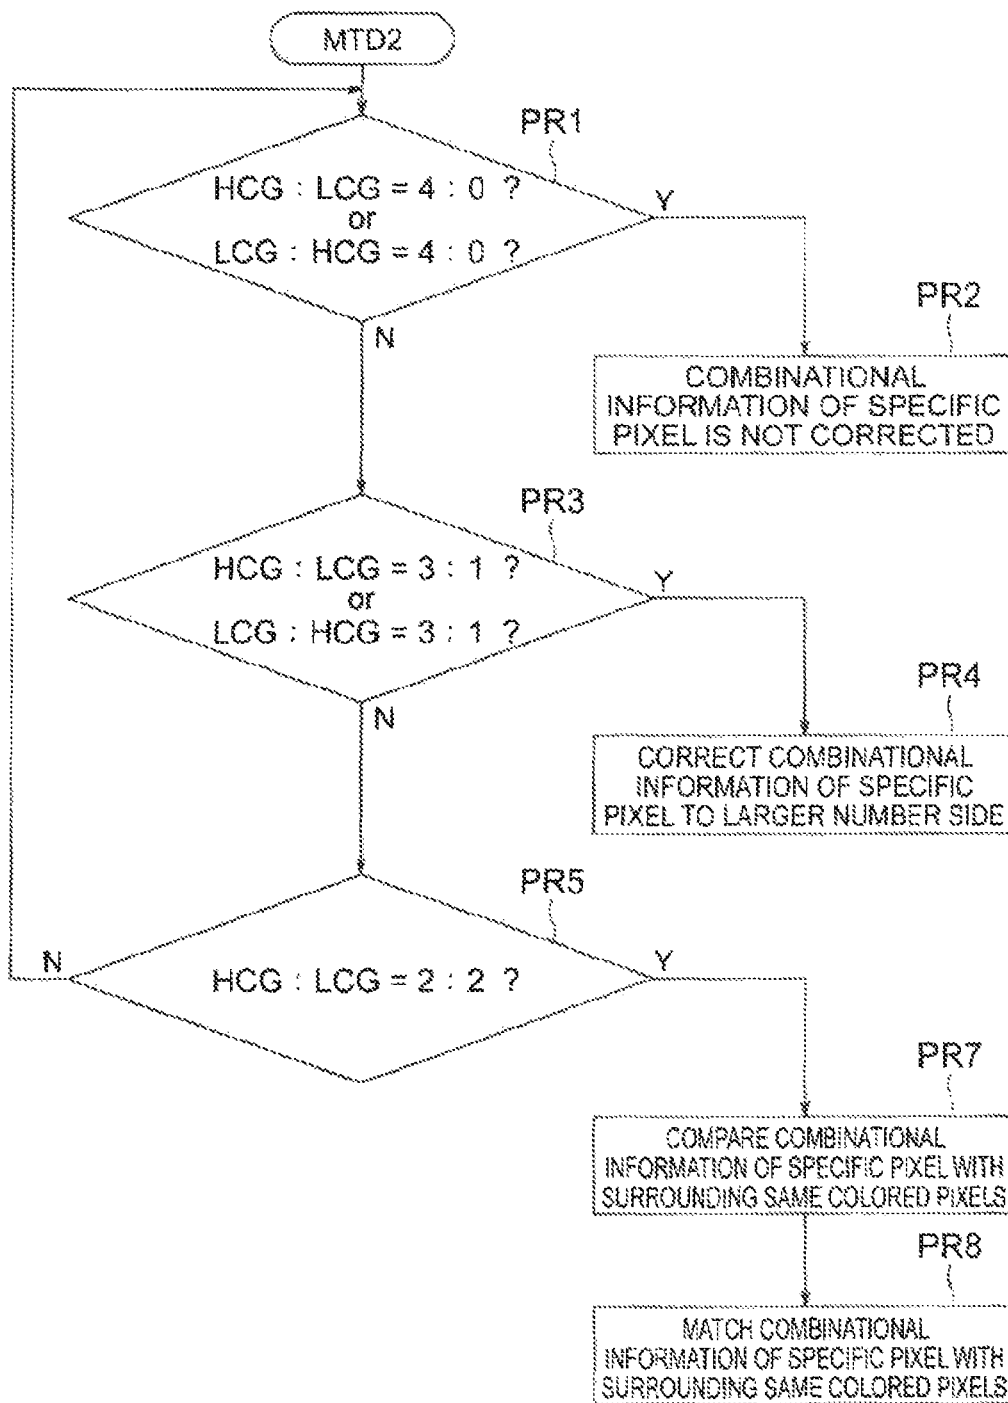 MTD2
PR1
HCG : LCG = 4 : 0 ?
or
LCG : HCG = 4 : 0 ?
Y
N
PR2
COMBINATIONAL
INFORMATION OF SPECIFIC
PIXEL IS NOT CORRECTED
PR3
HCG : LCG = 3 : 1 ?
or
LCG : HCG = 3 : 1 ?
Y
N
PR4
CORRECT COMBINATIONAL
INFORMATION OF SPECIFIC
PIXEL TO LARGER NUMBER SIDE
PR5
N
HCG : LCG = 2 : 2 ?
Y
PR7
COMPARE COMBINATIONAL
INFORMATION OF SPECIFIC PIXEL WITH
SURROUNDING SAME COLORED PIXELS
PR8
MATCH COMBINATIONAL
INFORMATION OF SPECIFIC PIXEL WITH
SURROUNDING SAME COLORED PIXELS